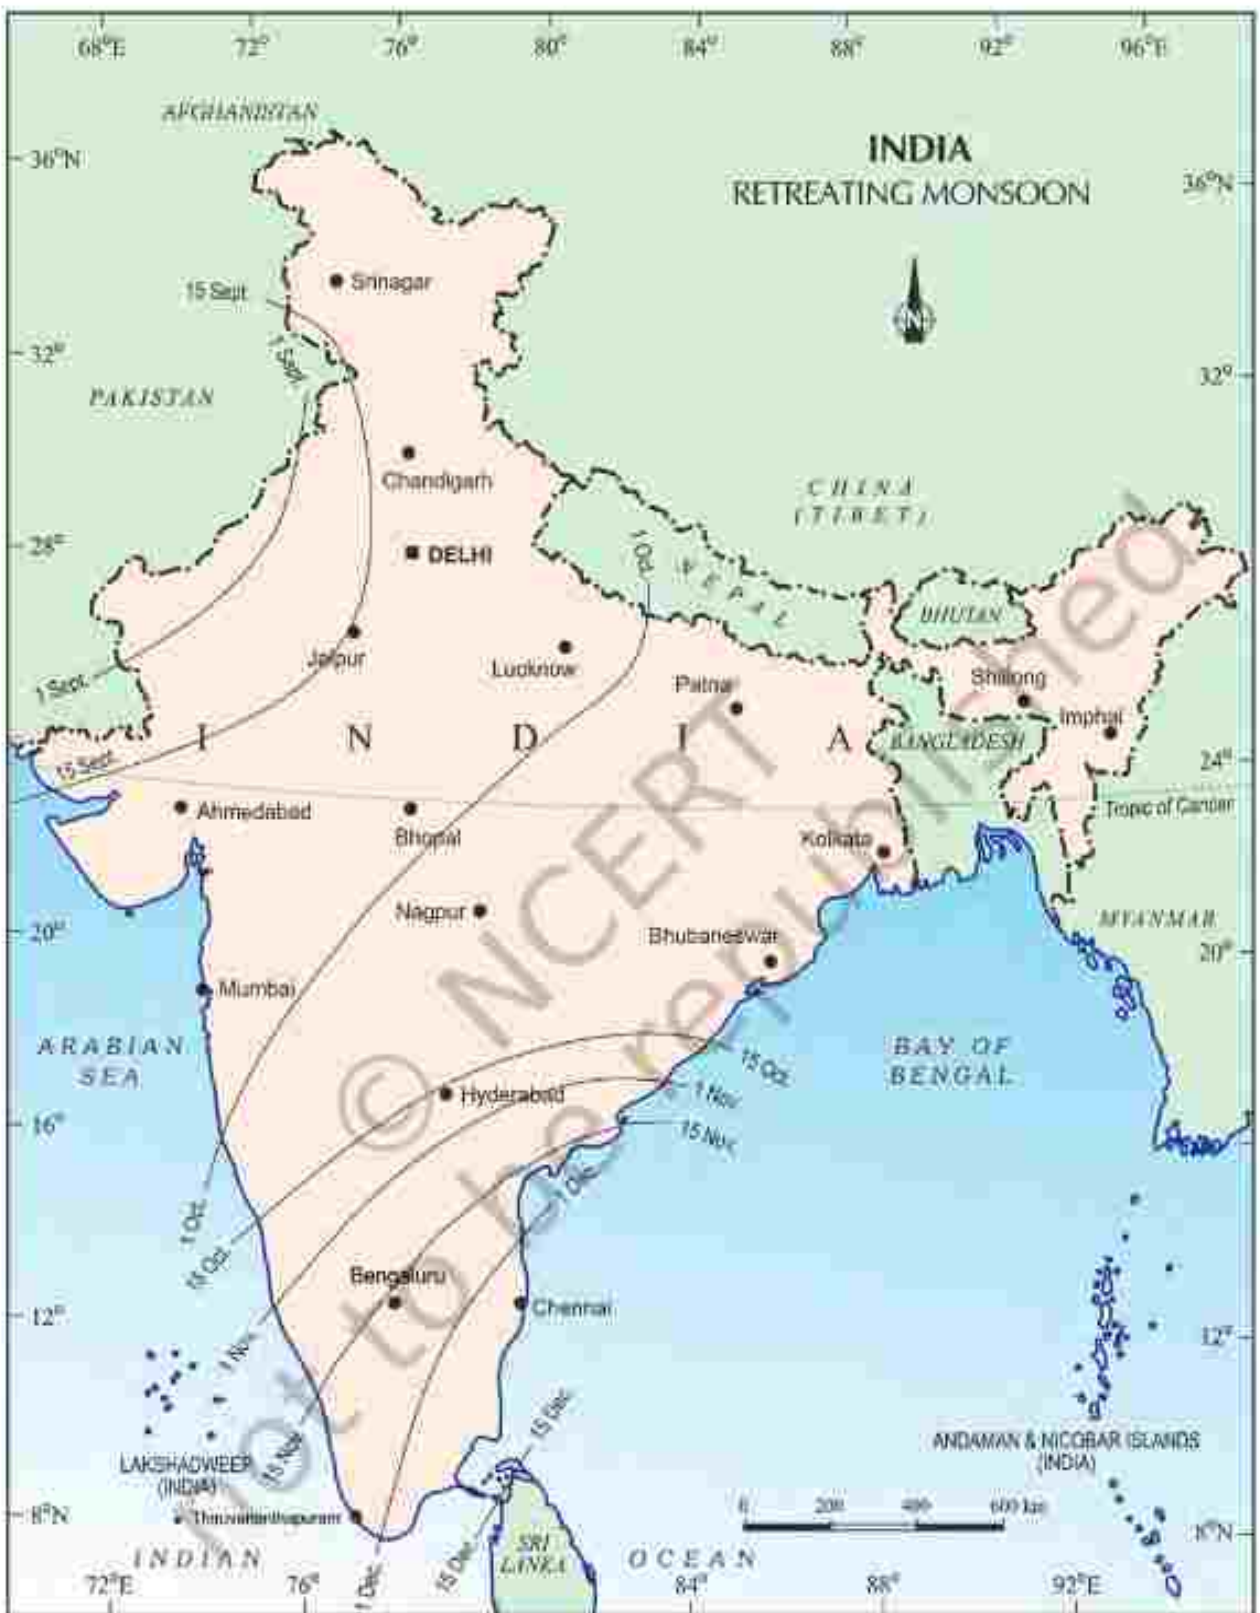 68°E 72° 76° 80° 84° 88° 92° 96°E
AFGHANISTAN
INDIA
RETREATING MONSOON
36°N
36°N
N
Srinagar
15 Sept.
1 Sept.
32°
32°
PAKISTAN
Chandigarh
CHINA
(TIBET)
28°
28°
DELHI
1 Oct.
NEPAL
BHUTAN
Jaipur
Lucknow
Patna
Shillong
Imphal
1 Sept.
INDIA
BANGLADESH
15 Sept.
24°
Ahmedabad
Bhopal
Tropic of Cancer
Kolkata
Nagpur
MYANMAR
Bhubaneswar
20°
20°
Mumbai
ARABIAN
SEA
BAY OF
BENGAL
15 Oct.
Hyderabad
1 Nov.
16°
15 Nov.
1 Dec.
1 Oct.
15 Oct.
Bengaluru
Chennai
12°
12°
1 Nov.
15 Dec.
15 Nov.
LAKSHADWEEP
(INDIA)
ANDAMAN & NICOBAR ISLANDS
(INDIA)
Thiruvananthapuram
0 200 400 600 km
8°N
8°N
INDIAN OCEAN
SRI
LANKA
1 Dec.
15 Dec.
72°E 76° 84° 88° 92°E
© NCERT
not to be republished